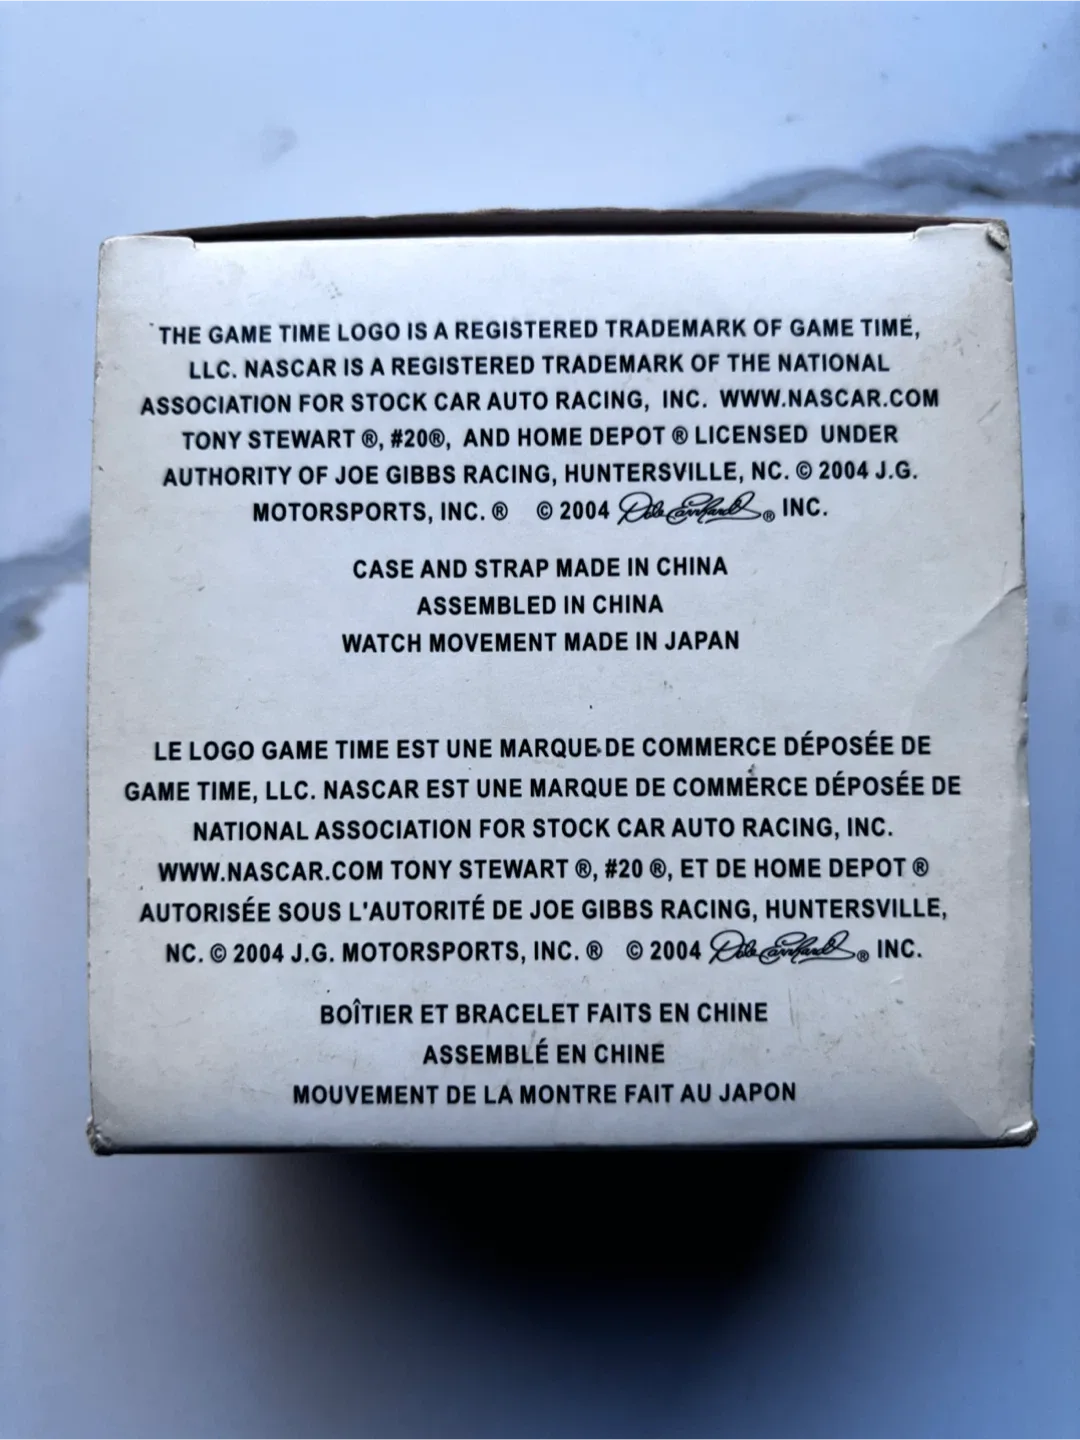 THE GAME TIME LOGO IS A REGISTERED TRADEMARK OF GAME TIME,
LLC. NASCAR IS A REGISTERED TRADEMARK OF THE NATIONAL
ASSOCIATION FOR STOCK CAR AUTO RACING, INC. WWW.NASCAR.COM
TONY STEWART ®, #20®, AND HOME DEPOT ® LICENSED UNDER
AUTHORITY OF JOE GIBBS RACING, HUNTERSVILLE, NC. © 2004 J.G.
MOTORSPORTS, INC. ® © 2004 Dale Earnhardt ® INC.
CASE AND STRAP MADE IN CHINA
ASSEMBLED IN CHINA
WATCH MOVEMENT MADE IN JAPAN
LE LOGO GAME TIME EST UNE MARQUE DE COMMERCE DÉPOSÉE DE
GAME TIME, LLC. NASCAR EST UNE MARQUE DE COMMERCE DÉPOSÉE DE
NATIONAL ASSOCIATION FOR STOCK CAR AUTO RACING, INC.
WWW.NASCAR.COM TONY STEWART ®, #20 ®, ET DE HOME DEPOT ®
AUTORISÉE SOUS L'AUTORITÉ DE JOE GIBBS RACING, HUNTERSVILLE,
NC. © 2004 J.G. MOTORSPORTS, INC. ® © 2004 Dale Earnhardt ® INC.
BOÎTIER ET BRACELET FAITS EN CHINE
ASSEMBLÉ EN CHINE
MOUVEMENT DE LA MONTRE FAIT AU JAPON